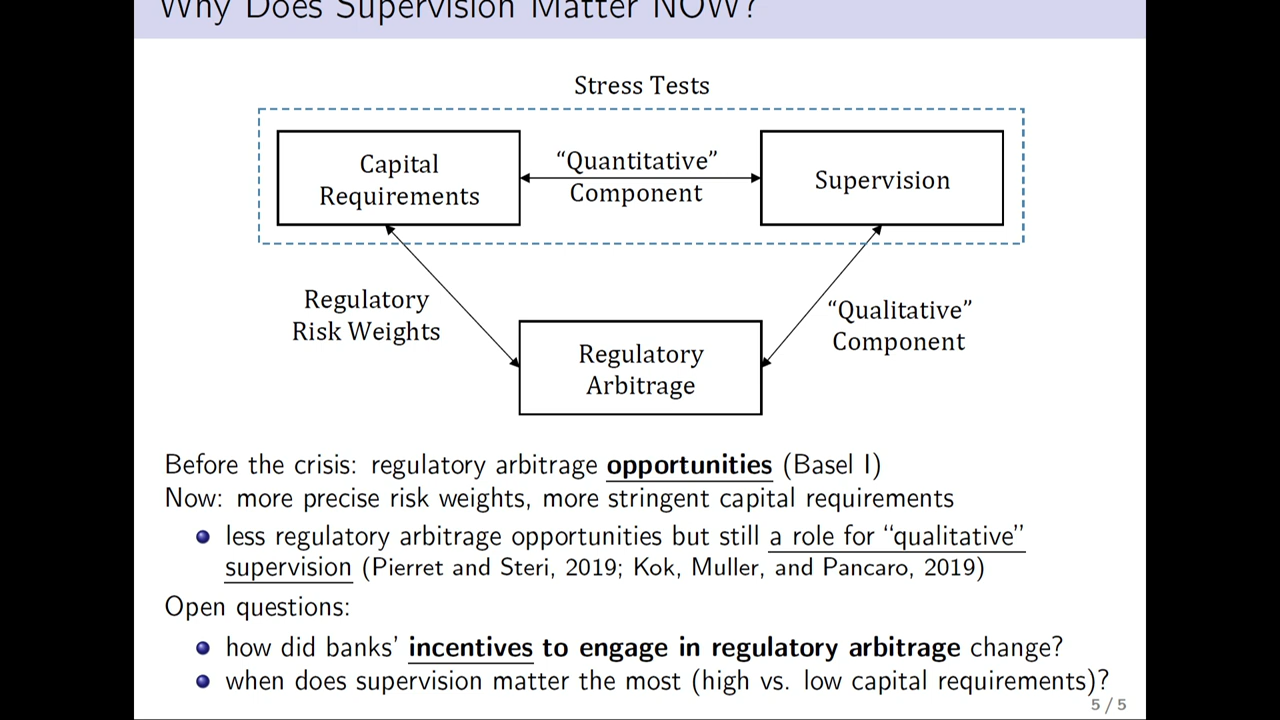 Why Does Supervision Matter NOW?
Stress Tests
Capital
Requirements
“Quantitative”
Component
Supervision
Regulatory
Risk Weights
“Qualitative”
Component
Regulatory
Arbitrage
Before the crisis: regulatory arbitrage opportunities (Basel I)
Now: more precise risk weights, more stringent capital requirements
less regulatory arbitrage opportunities but still a role for “qualitative”
supervision (Pierret and Steri, 2019; Kok, Muller, and Pancaro, 2019)
Open questions:
how did banks’ incentives to engage in regulatory arbitrage change?
when does supervision matter the most (high vs. low capital requirements)?
5 / 5